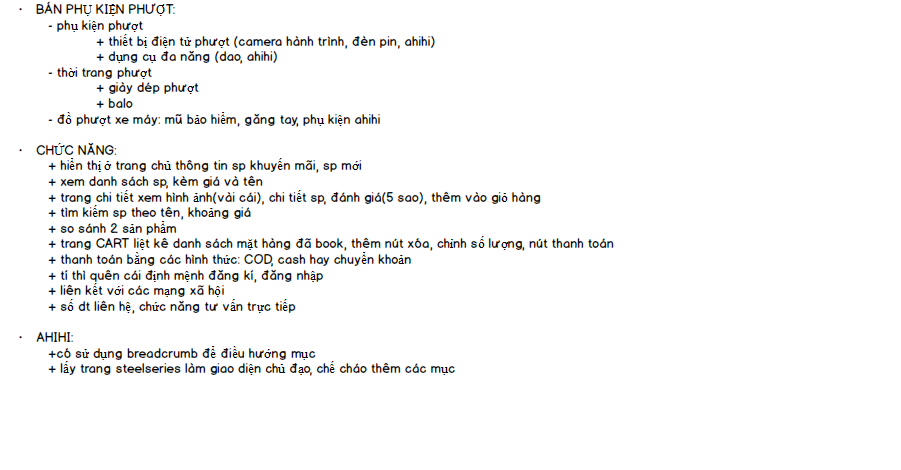 · BÁN PHỤ KIỆN PHƯỢT:
- phụ kiện phượt
+ thiết bị điện tử phượt (camera hành trình, đèn pin, ahihi)
+ dụng cụ đa năng (dao, ahihi)
- thời trang phượt
+ giày dép phượt
+ balo
- đồ phượt xe máy: mũ bảo hiểm, găng tay, phụ kiện ahihi
· CHỨC NĂNG:
+ hiển thị ở trang chủ thông tin sp khuyến mãi, sp mới
+ xem danh sách sp, kèm giá và tên
+ trang chi tiết xem hình ảnh(vài cái), chi tiết sp, đánh giá(5 sao), thêm vào giỏ hàng
+ tìm kiếm sp theo tên, khoảng giá
+ so sánh 2 sản phẩm
+ trang CART liệt kê danh sách mặt hàng đã book, thêm nút xóa, chỉnh số lượng, nút thanh toán
+ thanh toán bằng các hình thức: COD, cash hay chuyển khoản
+ tí thì quên cái định mệnh đăng kí, đăng nhập
+ liên kết với các mạng xã hội
+ số dt liên hệ, chức năng tư vấn trực tiếp
· AHIHI:
+có sử dụng breadcrumb để điều hướng mục
+ lấy trang steelseries làm giao diện chủ đạo, chế cháo thêm các mục